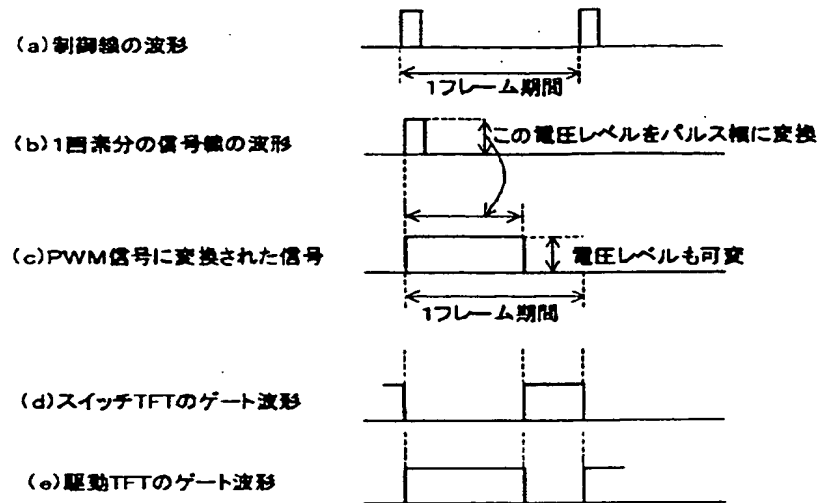 (a)制御線の波形
1フレーム期間
(b)1画素分の信号線の波形
この電圧レベルをパルス幅に変換
(c)PWM信号に変換された信号
電圧レベルも可変
1フレーム期間
(d)スイッチTFTのゲート波形
(e)駆動TFTのゲート波形